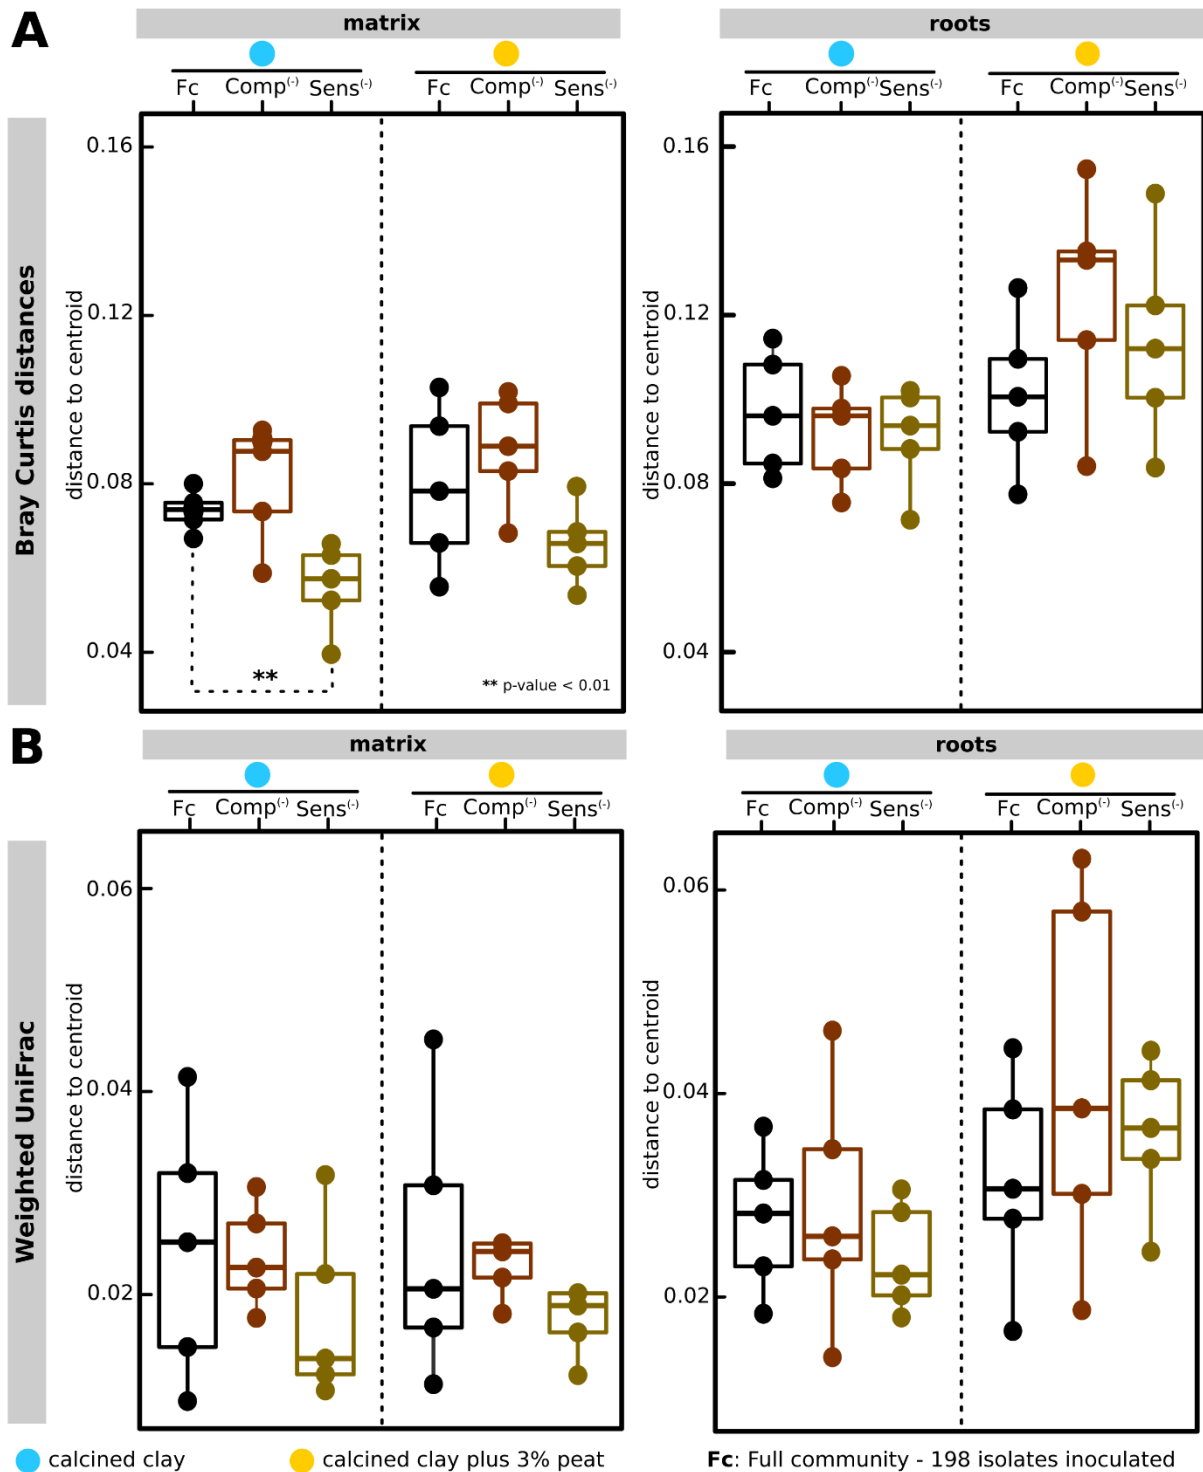 A
matrix
roots
Fc Comp(-) Sens(-) Fc Comp(-) Sens(-)
Fc Comp(-) Sens(-) Fc Comp(-) Sens(-)
Bray Curtis distances
distance to centroid
0.16
0.12
0.08
0.04
**
** p-value < 0.01
distance to centroid
0.16
0.12
0.08
0.04
B
matrix
roots
Fc Comp(-) Sens(-) Fc Comp(-) Sens(-)
Fc Comp(-) Sens(-) Fc Comp(-) Sens(-)
Weighted UniFrac
distance to centroid
0.06
0.04
0.02
distance to centroid
0.06
0.04
0.02
calcined clay
calcined clay plus 3% peat
Fc: Full community - 198 isolates inoculated